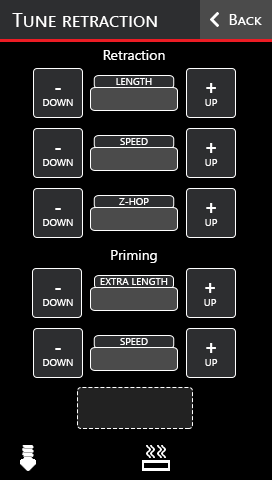 Tune retraction
Back
Retraction
-
DOWN
LENGTH
+
UP
-
DOWN
SPEED
+
UP
-
DOWN
Z-HOP
+
UP
Priming
-
DOWN
EXTRA LENGTH
+
UP
-
DOWN
SPEED
+
UP